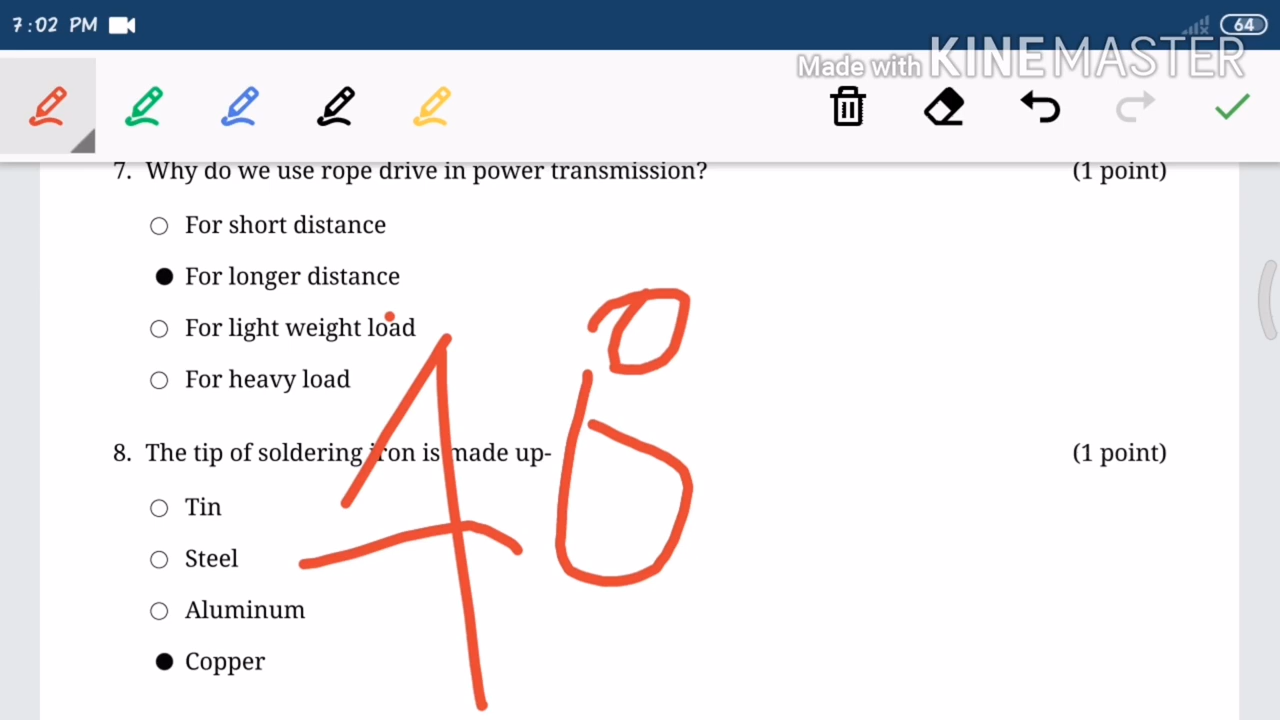 7:02 PM
64
Made with KINEMASTER
7. Why do we use rope drive in power transmission? (1 point)
For short distance
For longer distance
For light weight load
For heavy load
8. The tip of soldering iron is made up- (1 point)
Tin
Steel
Aluminum
Copper